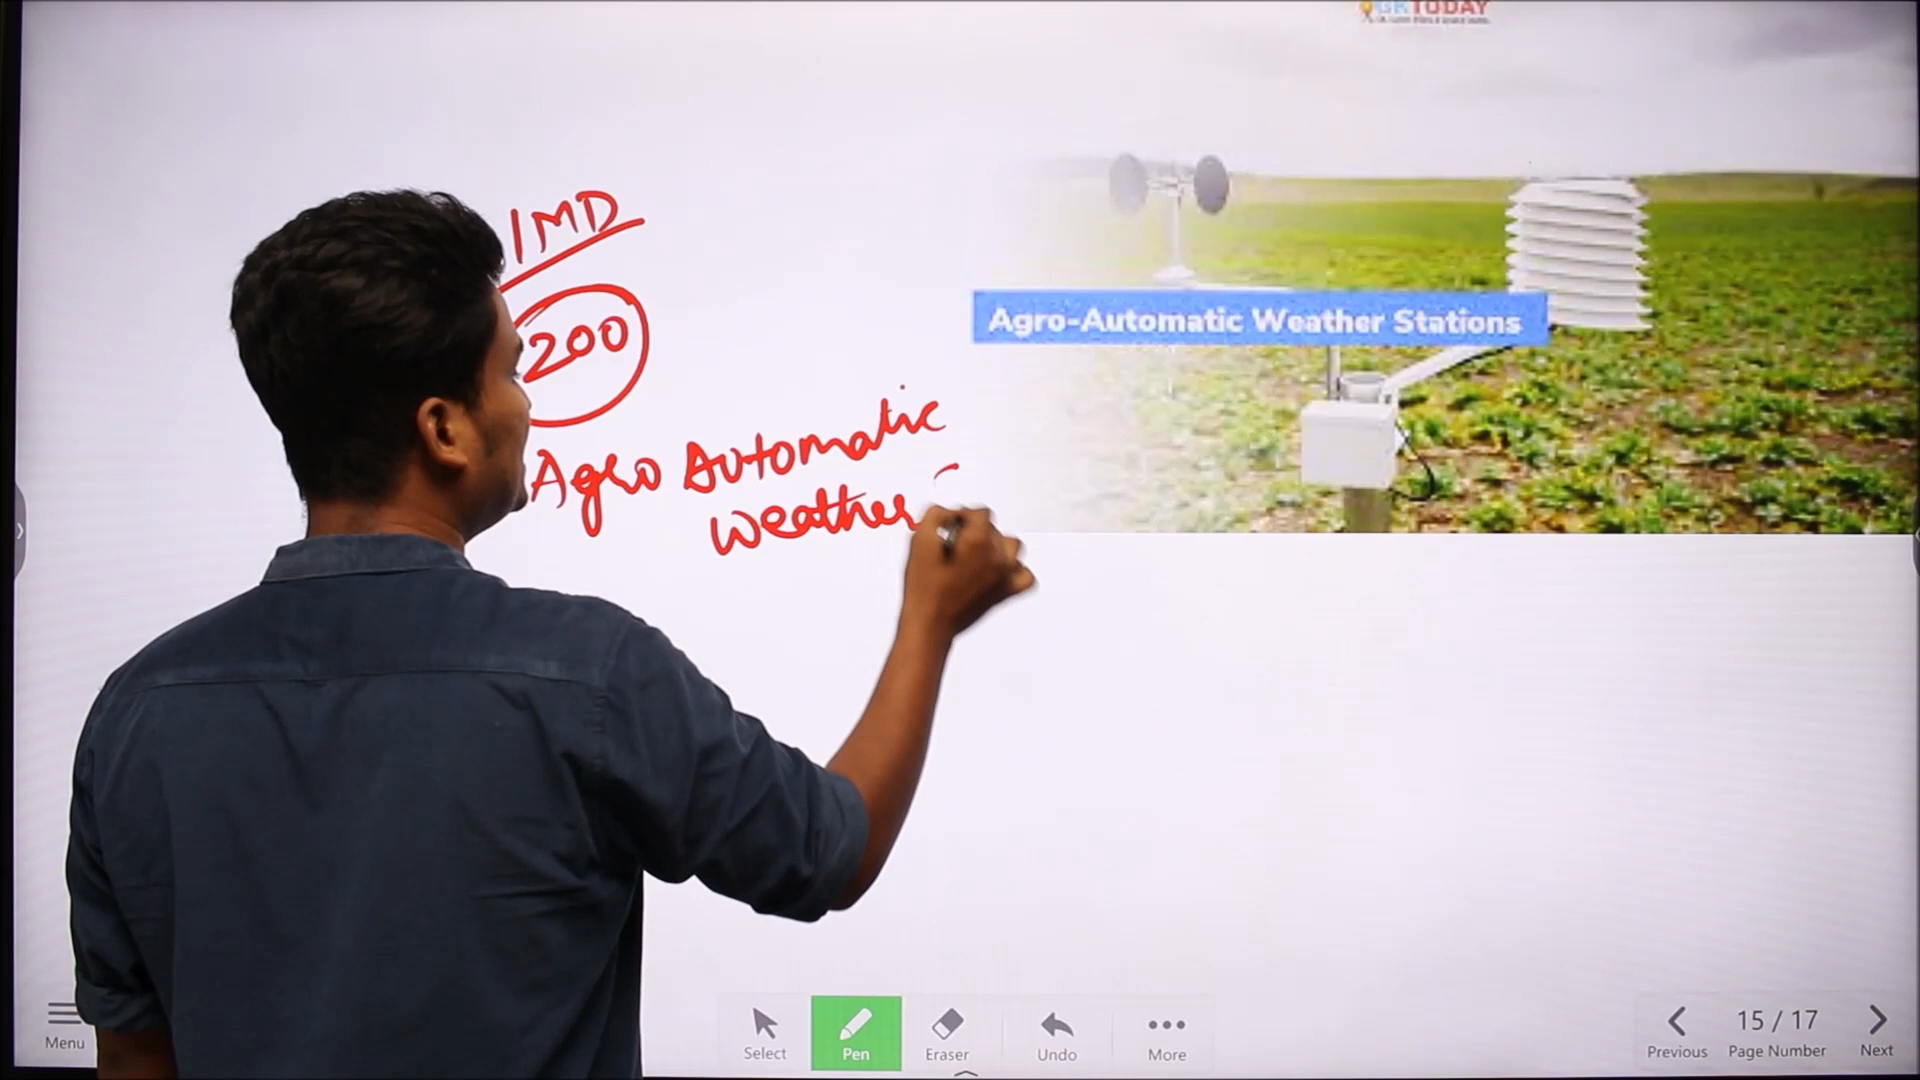 GKTODAY
IMD
200
Agro Automatic
weather
Agro-Automatic Weather Stations
Menu
Select
Pen
Eraser
Undo
More
Previous
15 / 17
Page Number
Next